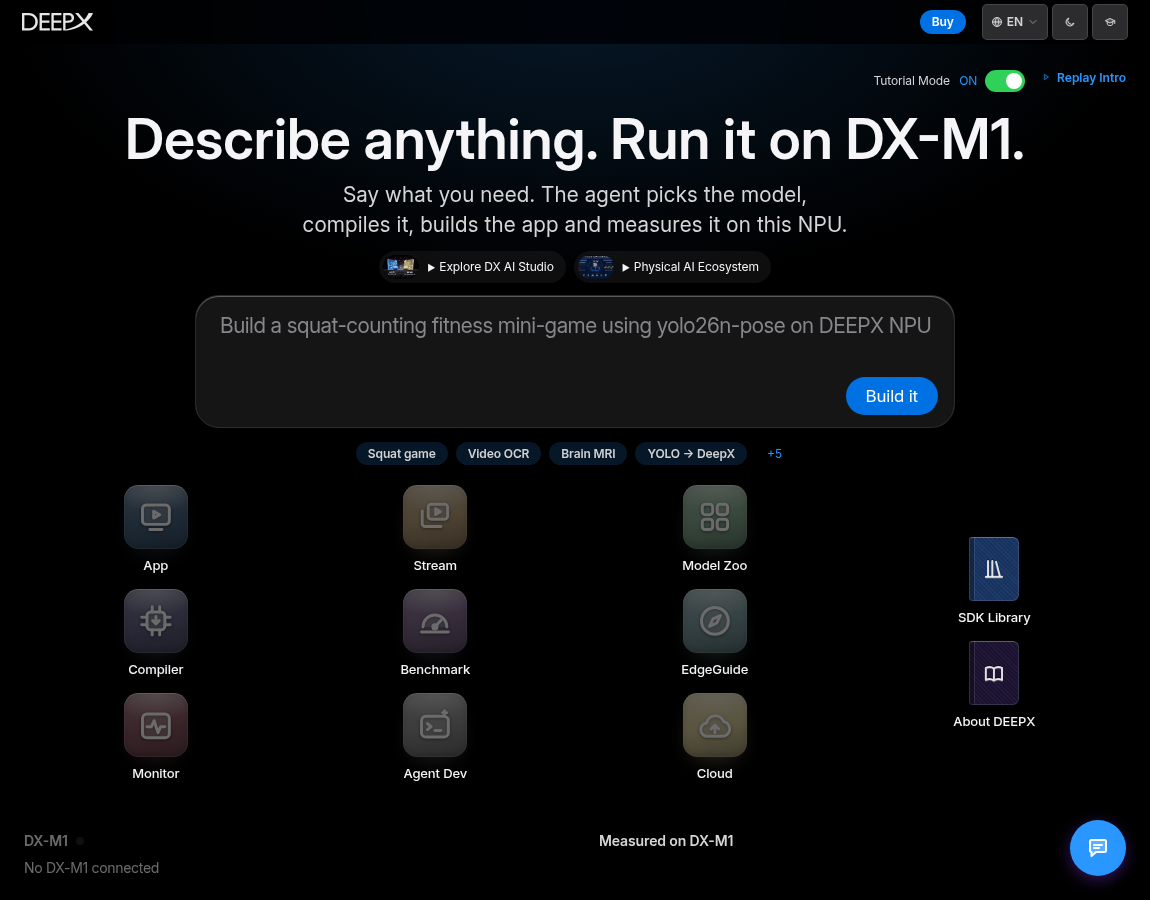 DEEPX
Buy
EN
Tutorial Mode ON
Replay Intro
Describe anything. Run it on DX-M1.
Say what you need. The agent picks the model,
compiles it, builds the app and measures it on this NPU.
Explore DX AI Studio
Physical AI Ecosystem
Build a squat-counting fitness mini-game using yolo26n-pose on DEEPX NPU
Build it
Squat game
Video OCR
Brain MRI
YOLO → DeepX
+5
App
Stream
Model Zoo
Compiler
Benchmark
EdgeGuide
Monitor
Agent Dev
Cloud
SDK Library
About DEEPX
DX-M1
No DX-M1 connected
Measured on DX-M1